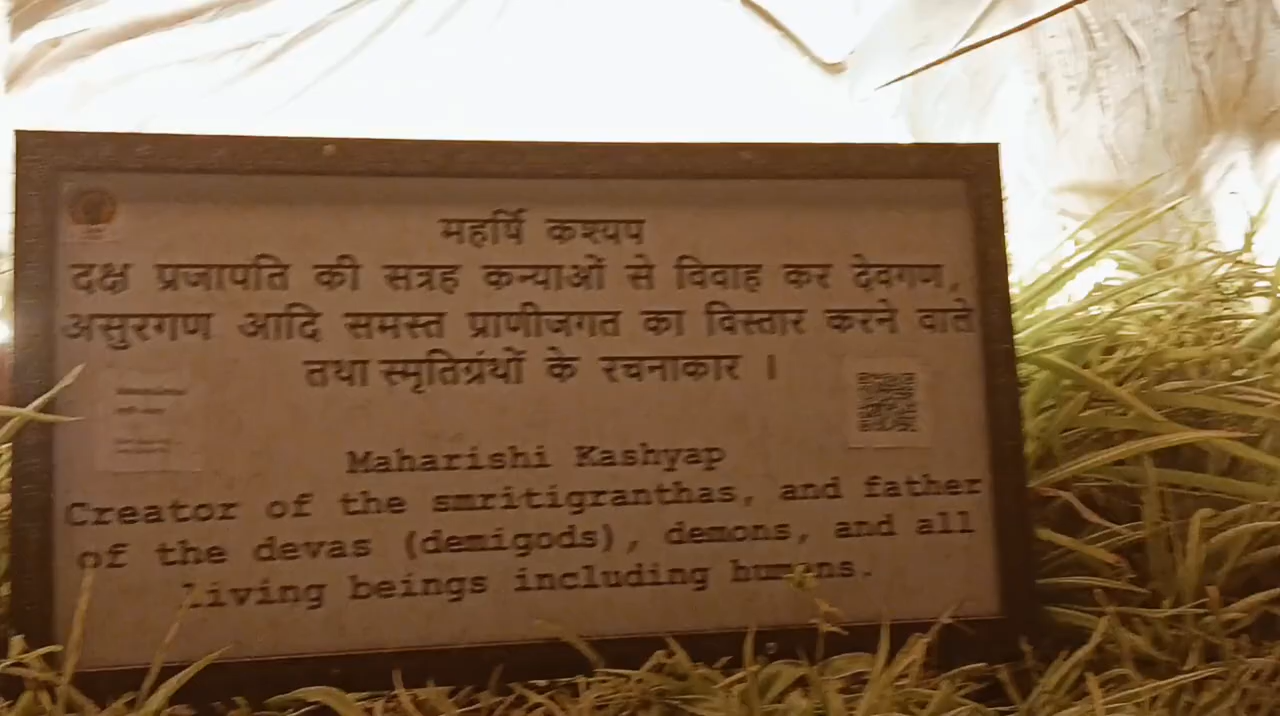 महर्षि कश्यप
दक्ष प्रजापति की सत्रह कन्याओं से विवाह कर देवगण,
असुरगण आदि समस्त प्राणीजगत का विस्तार करने वाले
तथा स्मृतिग्रंथों के रचनाकार ।
Maharishi Kashyap
Creator of the smritigranthas, and father
of the devas (demigods), demons, and all
living beings including humans.